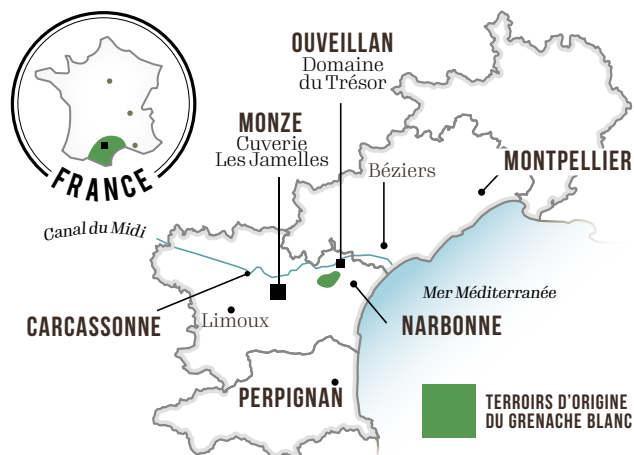 FRANCE
OUVEILLAN
Domaine
du Trésor
MONZE
Cuverie
Les Jamelles
Béziers
MONTPELLIER
Canal du Midi
Mer Méditerranée
CARCASSONNE
Limoux
NARBONNE
PERPIGNAN
TERROIRS D'ORIGINE
DU GRENACHE BLANC